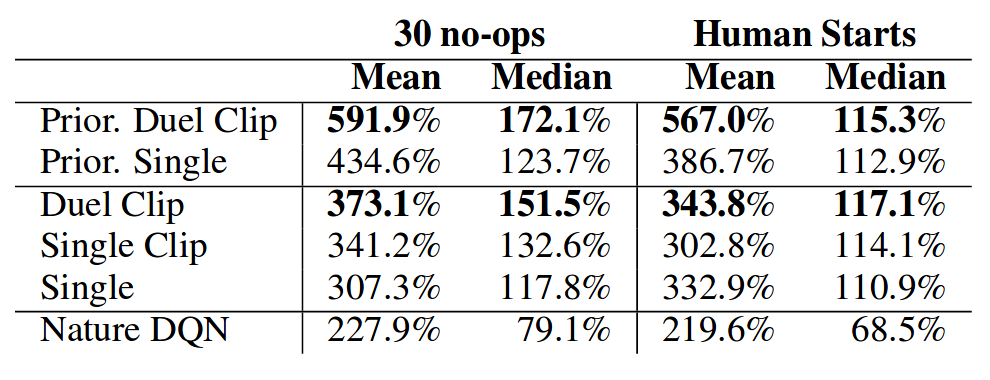 30 no-ops Human Starts
Mean Median Mean Median
Prior. Duel Clip 591.9% 172.1% 567.0% 115.3%
Prior. Single 434.6% 123.7% 386.7% 112.9%
Duel Clip 373.1% 151.5% 343.8% 117.1%
Single Clip 341.2% 132.6% 302.8% 114.1%
Single 307.3% 117.8% 332.9% 110.9%
Nature DQN 227.9% 79.1% 219.6% 68.5%